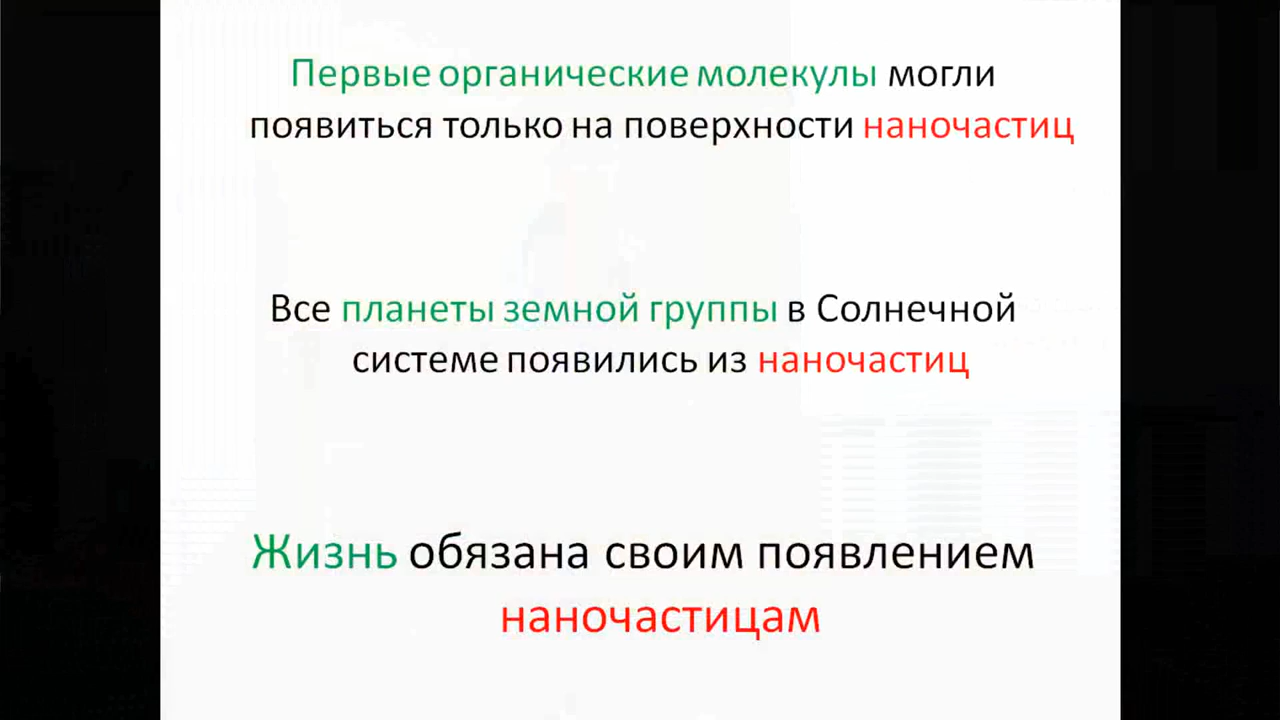 Первые органические молекулы могли
появиться только на поверхности наночастиц
Все планеты земной группы в Солнечной
системе появились из наночастиц
Жизнь обязана своим появлением
наночастицам